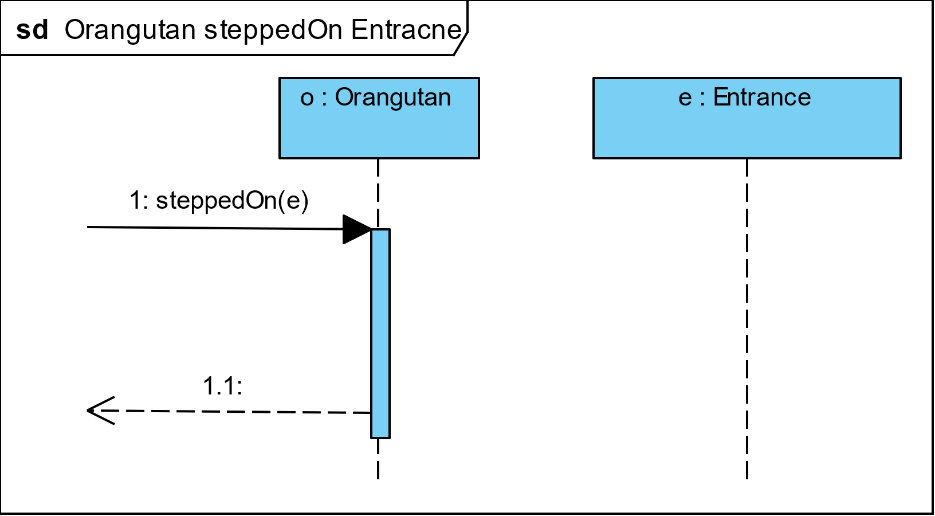 sd Orangutan steppedOn Entracne
o : Orangutan
e : Entrance
1: steppedOn(e)
1.1: